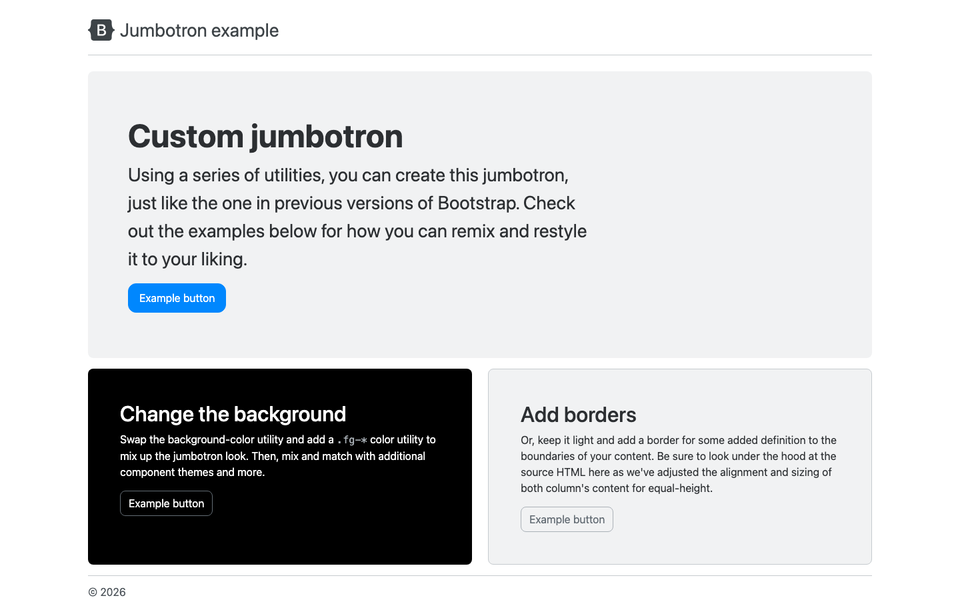 B Jumbotron example
Custom jumbotron
Using a series of utilities, you can create this jumbotron,
just like the one in previous versions of Bootstrap. Check
out the examples below for how you can remix and restyle
it to your liking.
Example button
Change the background
Swap the background-color utility and add a .fg-* color utility to
mix up the jumbotron look. Then, mix and match with additional
component themes and more.
Example button
Add borders
Or, keep it light and add a border for some added definition to the
boundaries of your content. Be sure to look under the hood at the
source HTML here as we've adjusted the alignment and sizing of
both column's content for equal-height.
Example button
© 2026